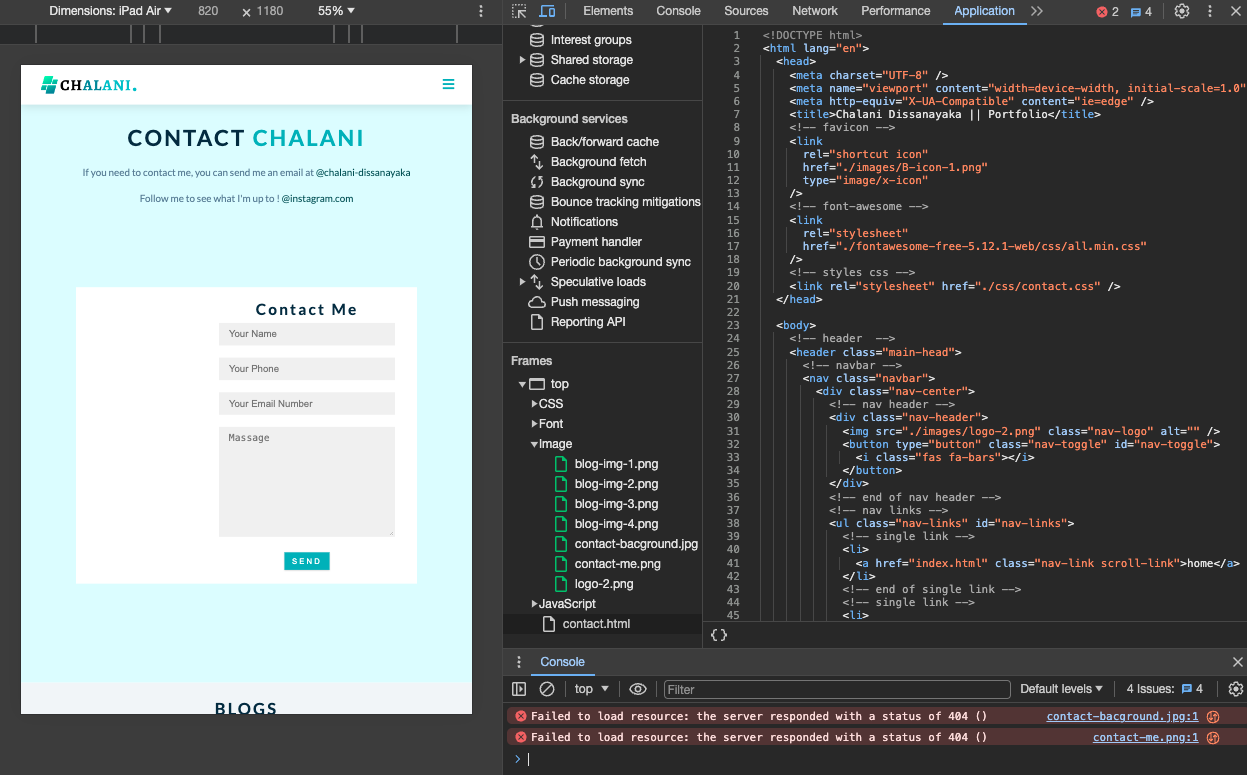 Dimensions: iPad Air ▼ 820 x 1180 55% ▼
CHALANI.
CONTACT CHALANI
If you need to contact me, you can send me an email at @chalani-dissanayaka
Follow me to see what I'm up to ! @instagram.com
Contact Me
Your Name
Your Phone
Your Email Number
Massage
SEND
BLOGS
Elements Console Sources Network Performance Application 2 4
Interest groups
Shared storage
Cache storage
Background services
Back/forward cache
Background fetch
Background sync
Bounce tracking mitigations
Notifications
Payment handler
Periodic background sync
Speculative loads
Push messaging
Reporting API
Frames
top
CSS
Font
Image
blog-img-1.png
blog-img-2.png
blog-img-3.png
blog-img-4.png
contact-bacground.jpg
contact-me.png
logo-2.png
JavaScript
contact.html
1 <!DOCTYPE html>
2 <html lang="en">
3 <head>
4 <meta charset="UTF-8" />
5 <meta name="viewport" content="width=device-width, initial-scale=1.0"
6 <meta http-equiv="X-UA-Compatible" content="ie=edge" />
7 <title>Chalani Dissanayaka || Portfolio</title>
8 <!-- favicon -->
9 <link
10 rel="shortcut icon"
11 href="./images/B-icon-1.png"
12 type="image/x-icon"
13 />
14 <!-- font-awesome -->
15 <link
16 rel="stylesheet"
17 href="./fontawesome-free-5.12.1-web/css/all.min.css"
18 />
19 <!-- styles css -->
20 <link rel="stylesheet" href="./css/contact.css" />
21 </head>
22
23 <body>
24 <!-- header  -->
25 <header class="main-head">
26 <!-- navbar -->
27 <nav class="navbar">
28 <div class="nav-center">
29 <!-- nav header -->
30 <div class="nav-header">
31 <img src="./images/logo-2.png" class="nav-logo" alt="" />
32 <button type="button" class="nav-toggle" id="nav-toggle">
33 <i class="fas fa-bars"></i>
34 </button>
35 </div>
36 <!-- end of nav header -->
37 <!-- nav links -->
38 <ul class="nav-links" id="nav-links">
39 <!-- single link -->
40 <li>
41 <a href="index.html" class="nav-link scroll-link">home</a>
42 </li>
43 <!-- end of single link -->
44 <!-- single link -->
45 <li>
{}
Console
top ▼ Filter Default levels ▼ 4 Issues: 4
Failed to load resource: the server responded with a status of 404 () contact-bacground.jpg:1
Failed to load resource: the server responded with a status of 404 () contact-me.png:1